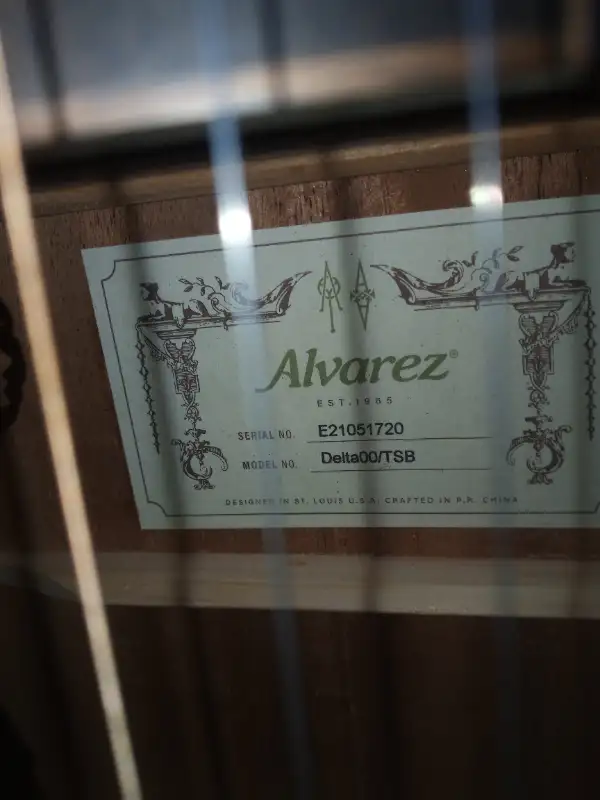 Alvarez®
EST. 1965
SERIAL NO. E21051720
MODEL NO. Delta00/TSB
DESIGNED IN ST. LOUIS U.S.A. CRAFTED IN P.R. CHINA